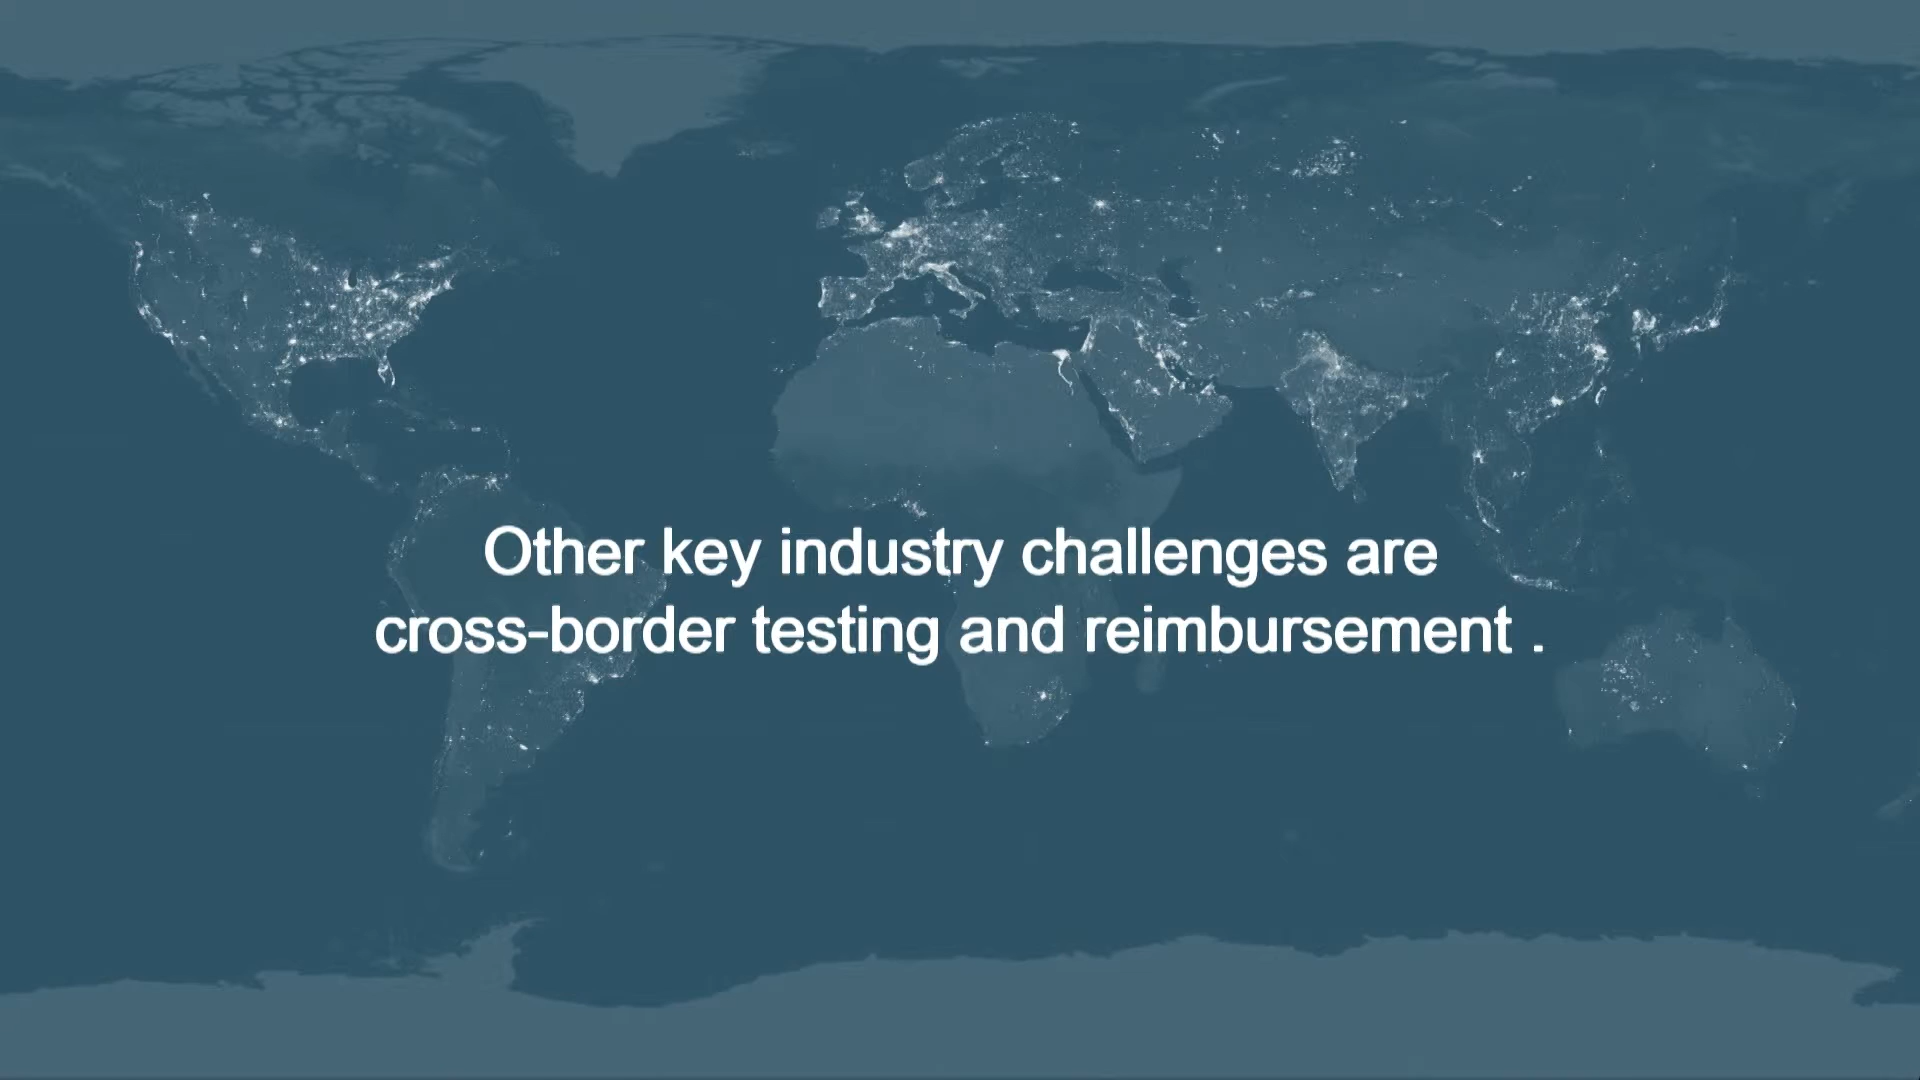 Other key industry challenges are
cross-border testing and reimbursement .